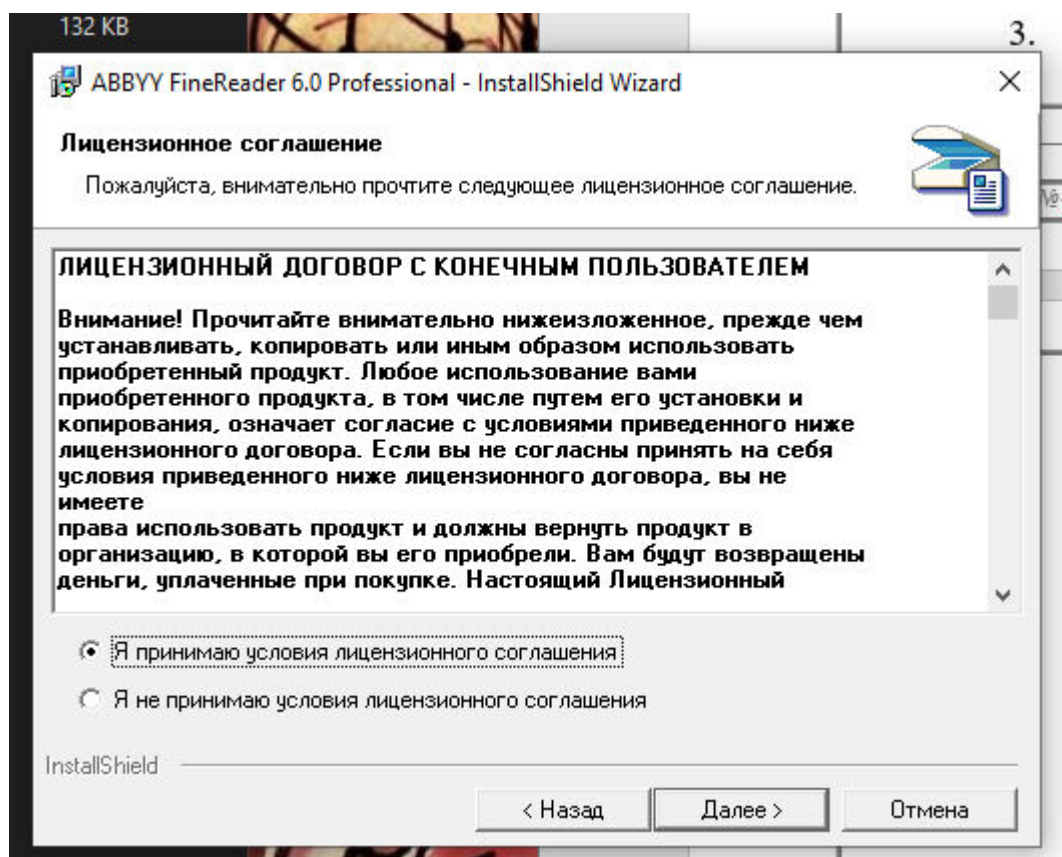 132 KB
3.
ABBYY FineReader 6.0 Professional - InstallShield Wizard
Лицензионное соглашение
Пожалуйста, внимательно прочтите следующее лицензионное соглашение.
№
ЛИЦЕНЗИОННЫЙ ДОГОВОР С КОНЕЧНЫМ ПОЛЬЗОВАТЕЛЕМ
Внимание! Прочитайте внимательно нижеизложенное, прежде чем
устанавливать, копировать или иным образом использовать
приобретенный продукт. Любое использование вами
приобретенного продукта, в том числе путем его установки и
копирования, означает согласие с условиями приведенного ниже
лицензионного договора. Если вы не согласны принять на себя
условия приведенного ниже лицензионного договора, вы не
имеете
права использовать продукт и должны вернуть продукт в
организацию, в которой вы его приобрели. Вам будут возвращены
деньги, уплаченные при покупке. Настоящий Лицензионный
Я принимаю условия лицензионного соглашения
Я не принимаю условия лицензионного соглашения
InstallShield
< Назад
Далее >
Отмена